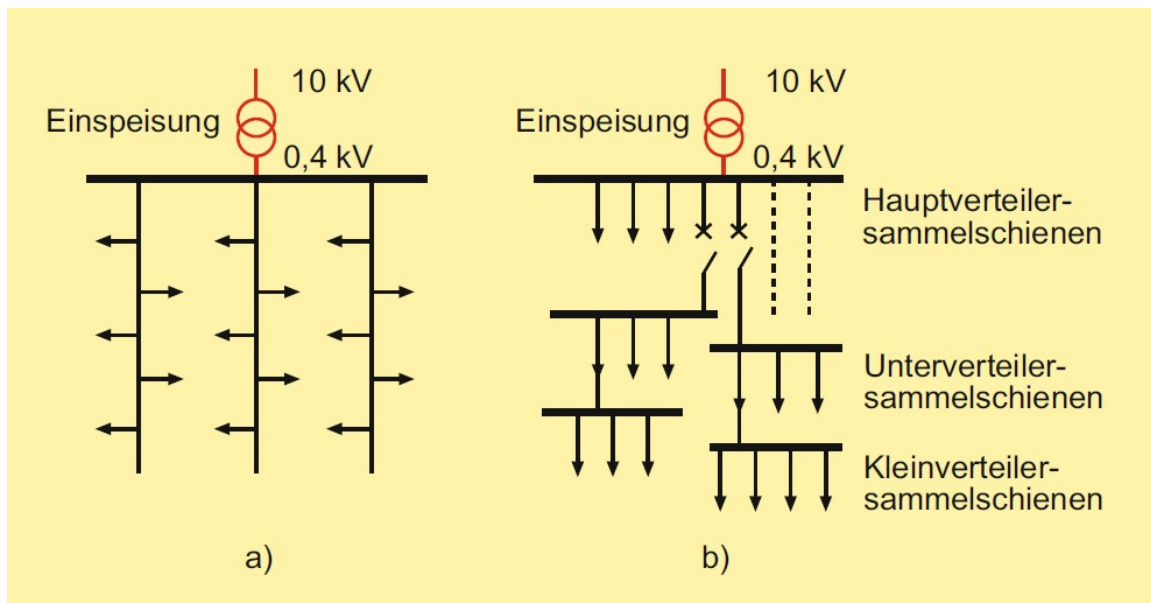 10 kV
Einspeisung
0,4 kV
a)
10 kV
Einspeisung
0,4 kV
Hauptverteiler-
sammelschienen
Unterverteiler-
sammelschienen
Kleinverteiler-
sammelschienen
b)